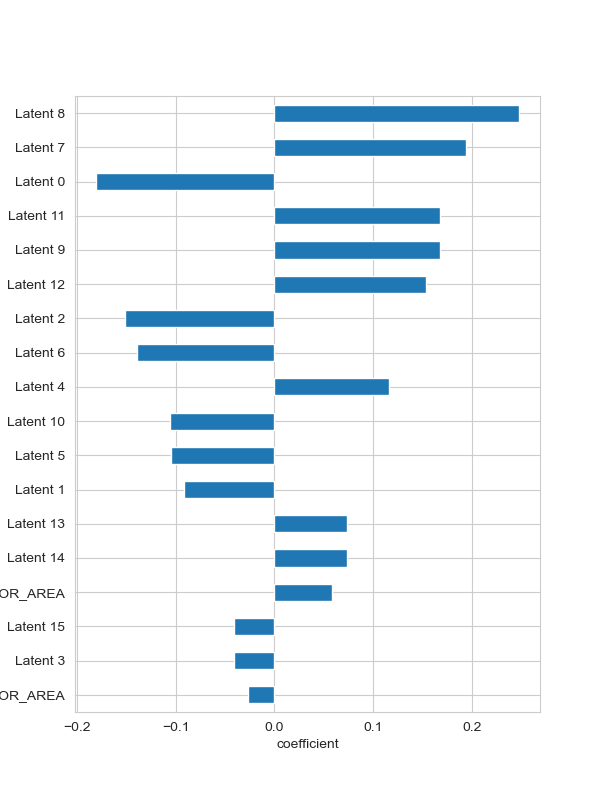 Latent 8
Latent 7
Latent 0
Latent 11
Latent 9
Latent 12
Latent 2
Latent 6
Latent 4
Latent 10
Latent 5
Latent 1
Latent 13
Latent 14
OR_AREA
Latent 15
Latent 3
OR_AREA
−0.2 −0.1 0.0 0.1 0.2
coefficient